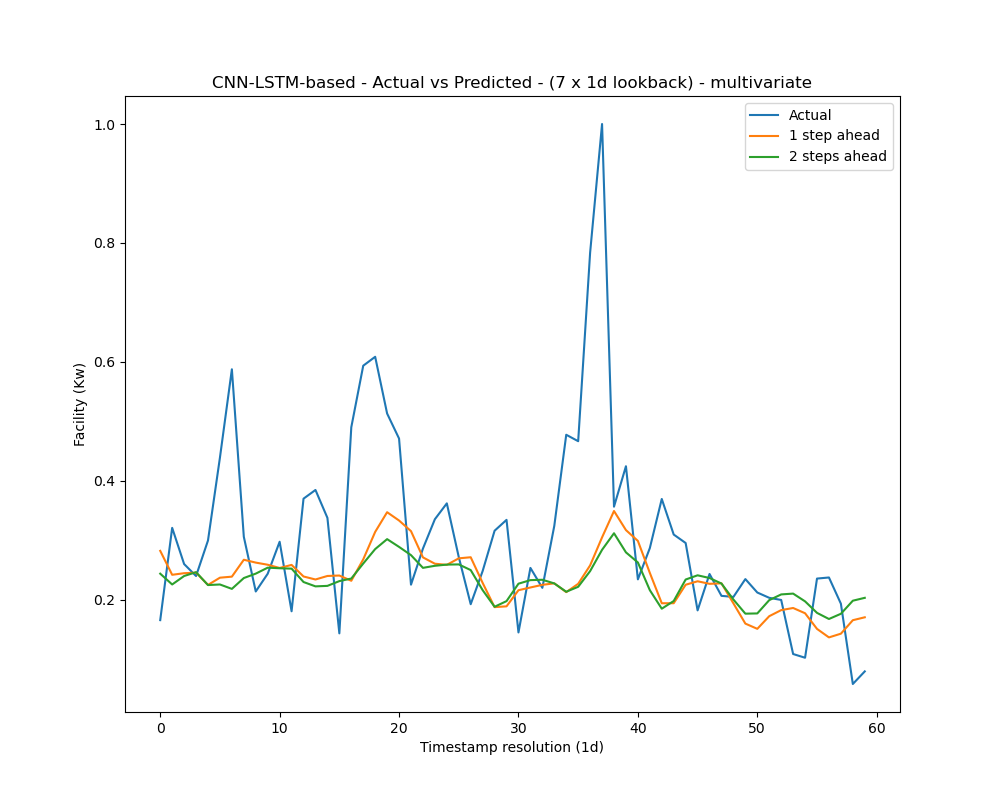 CNN-LSTM-based - Actual vs Predicted - (7 x 1d lookback) - multivariate
Actual
1 step ahead
2 steps ahead
Facility (Kw)
1.0
0.8
0.6
0.4
0.2
0 10 20 30 40 50 60
Timestamp resolution (1d)